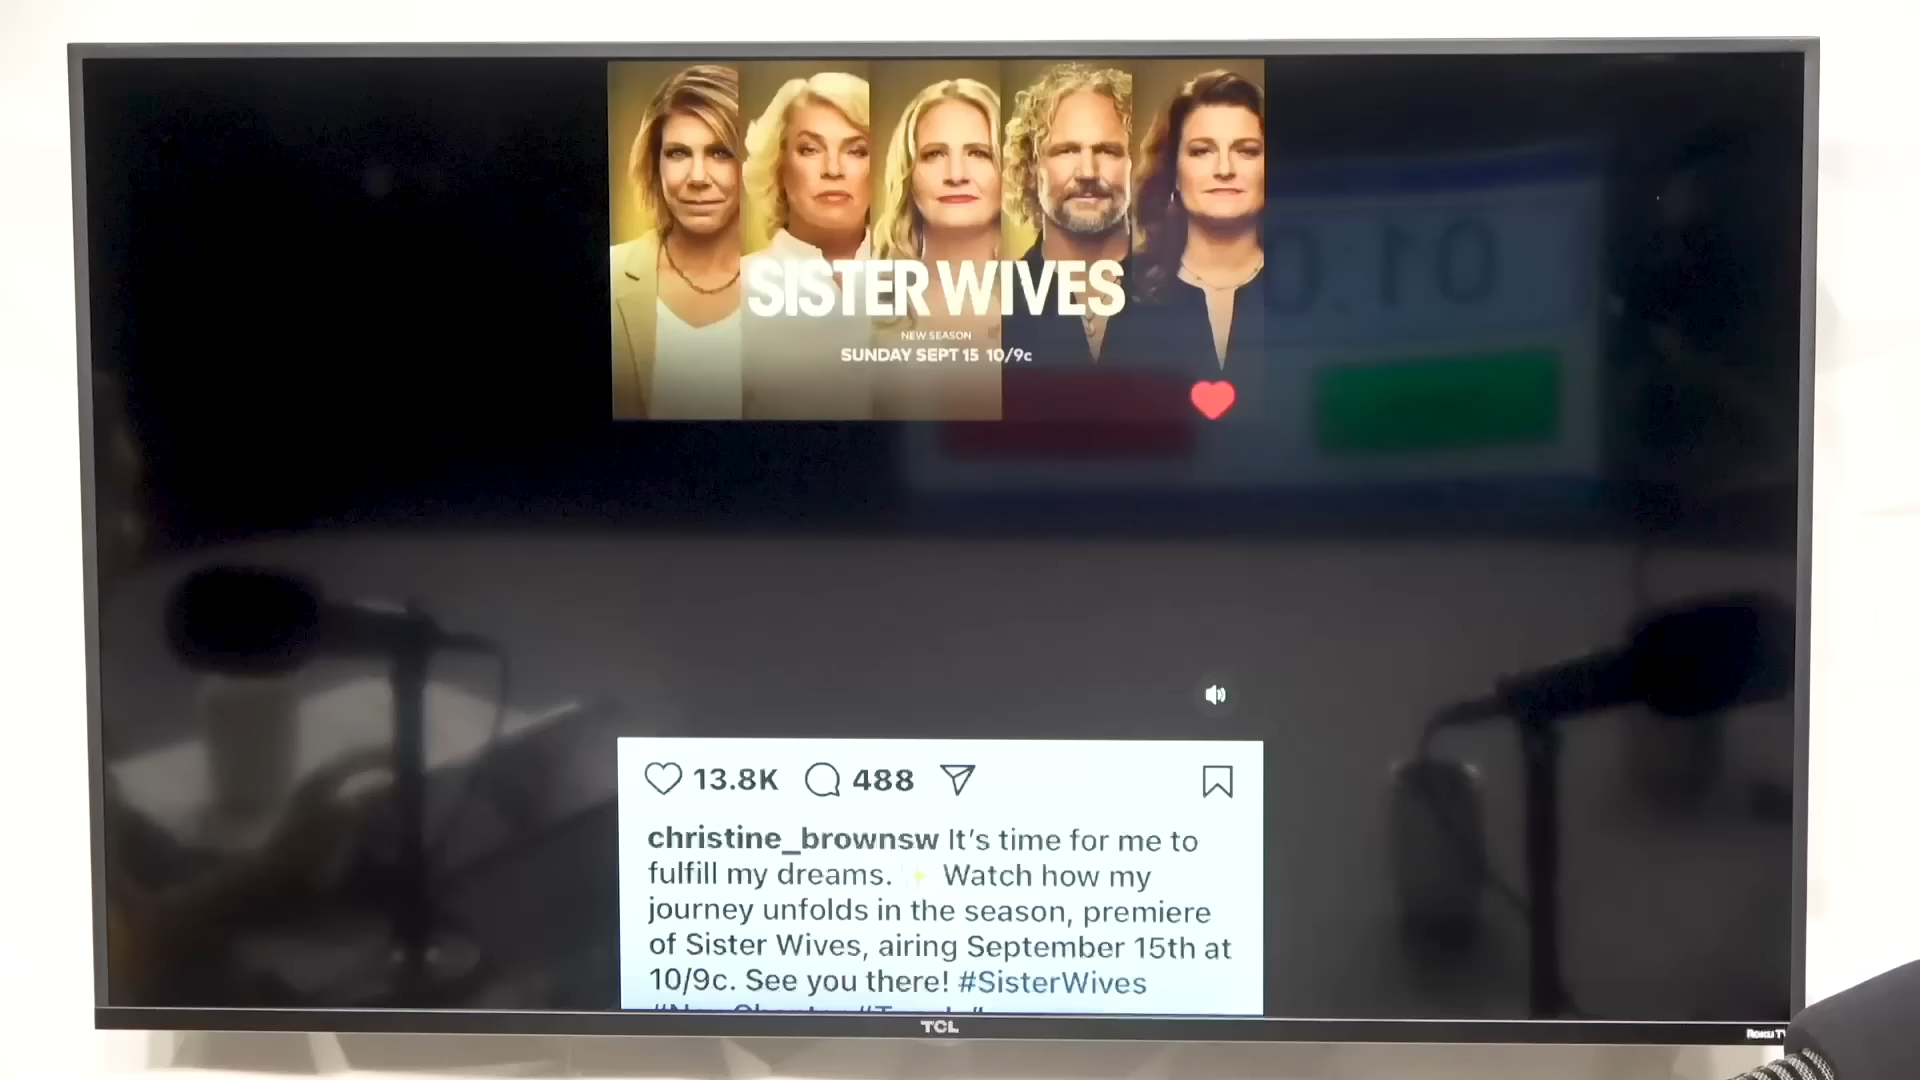 SISTER WIVES
NEW SEASON
SUNDAY SEPT 15 10/9c
13.8K 488
christine_brownsw It's time for me to
fulfill my dreams. ✨ Watch how my
journey unfolds in the season, premiere
of Sister Wives, airing September 15th at
10/9c. See you there! #SisterWives
TCL
Roku TV